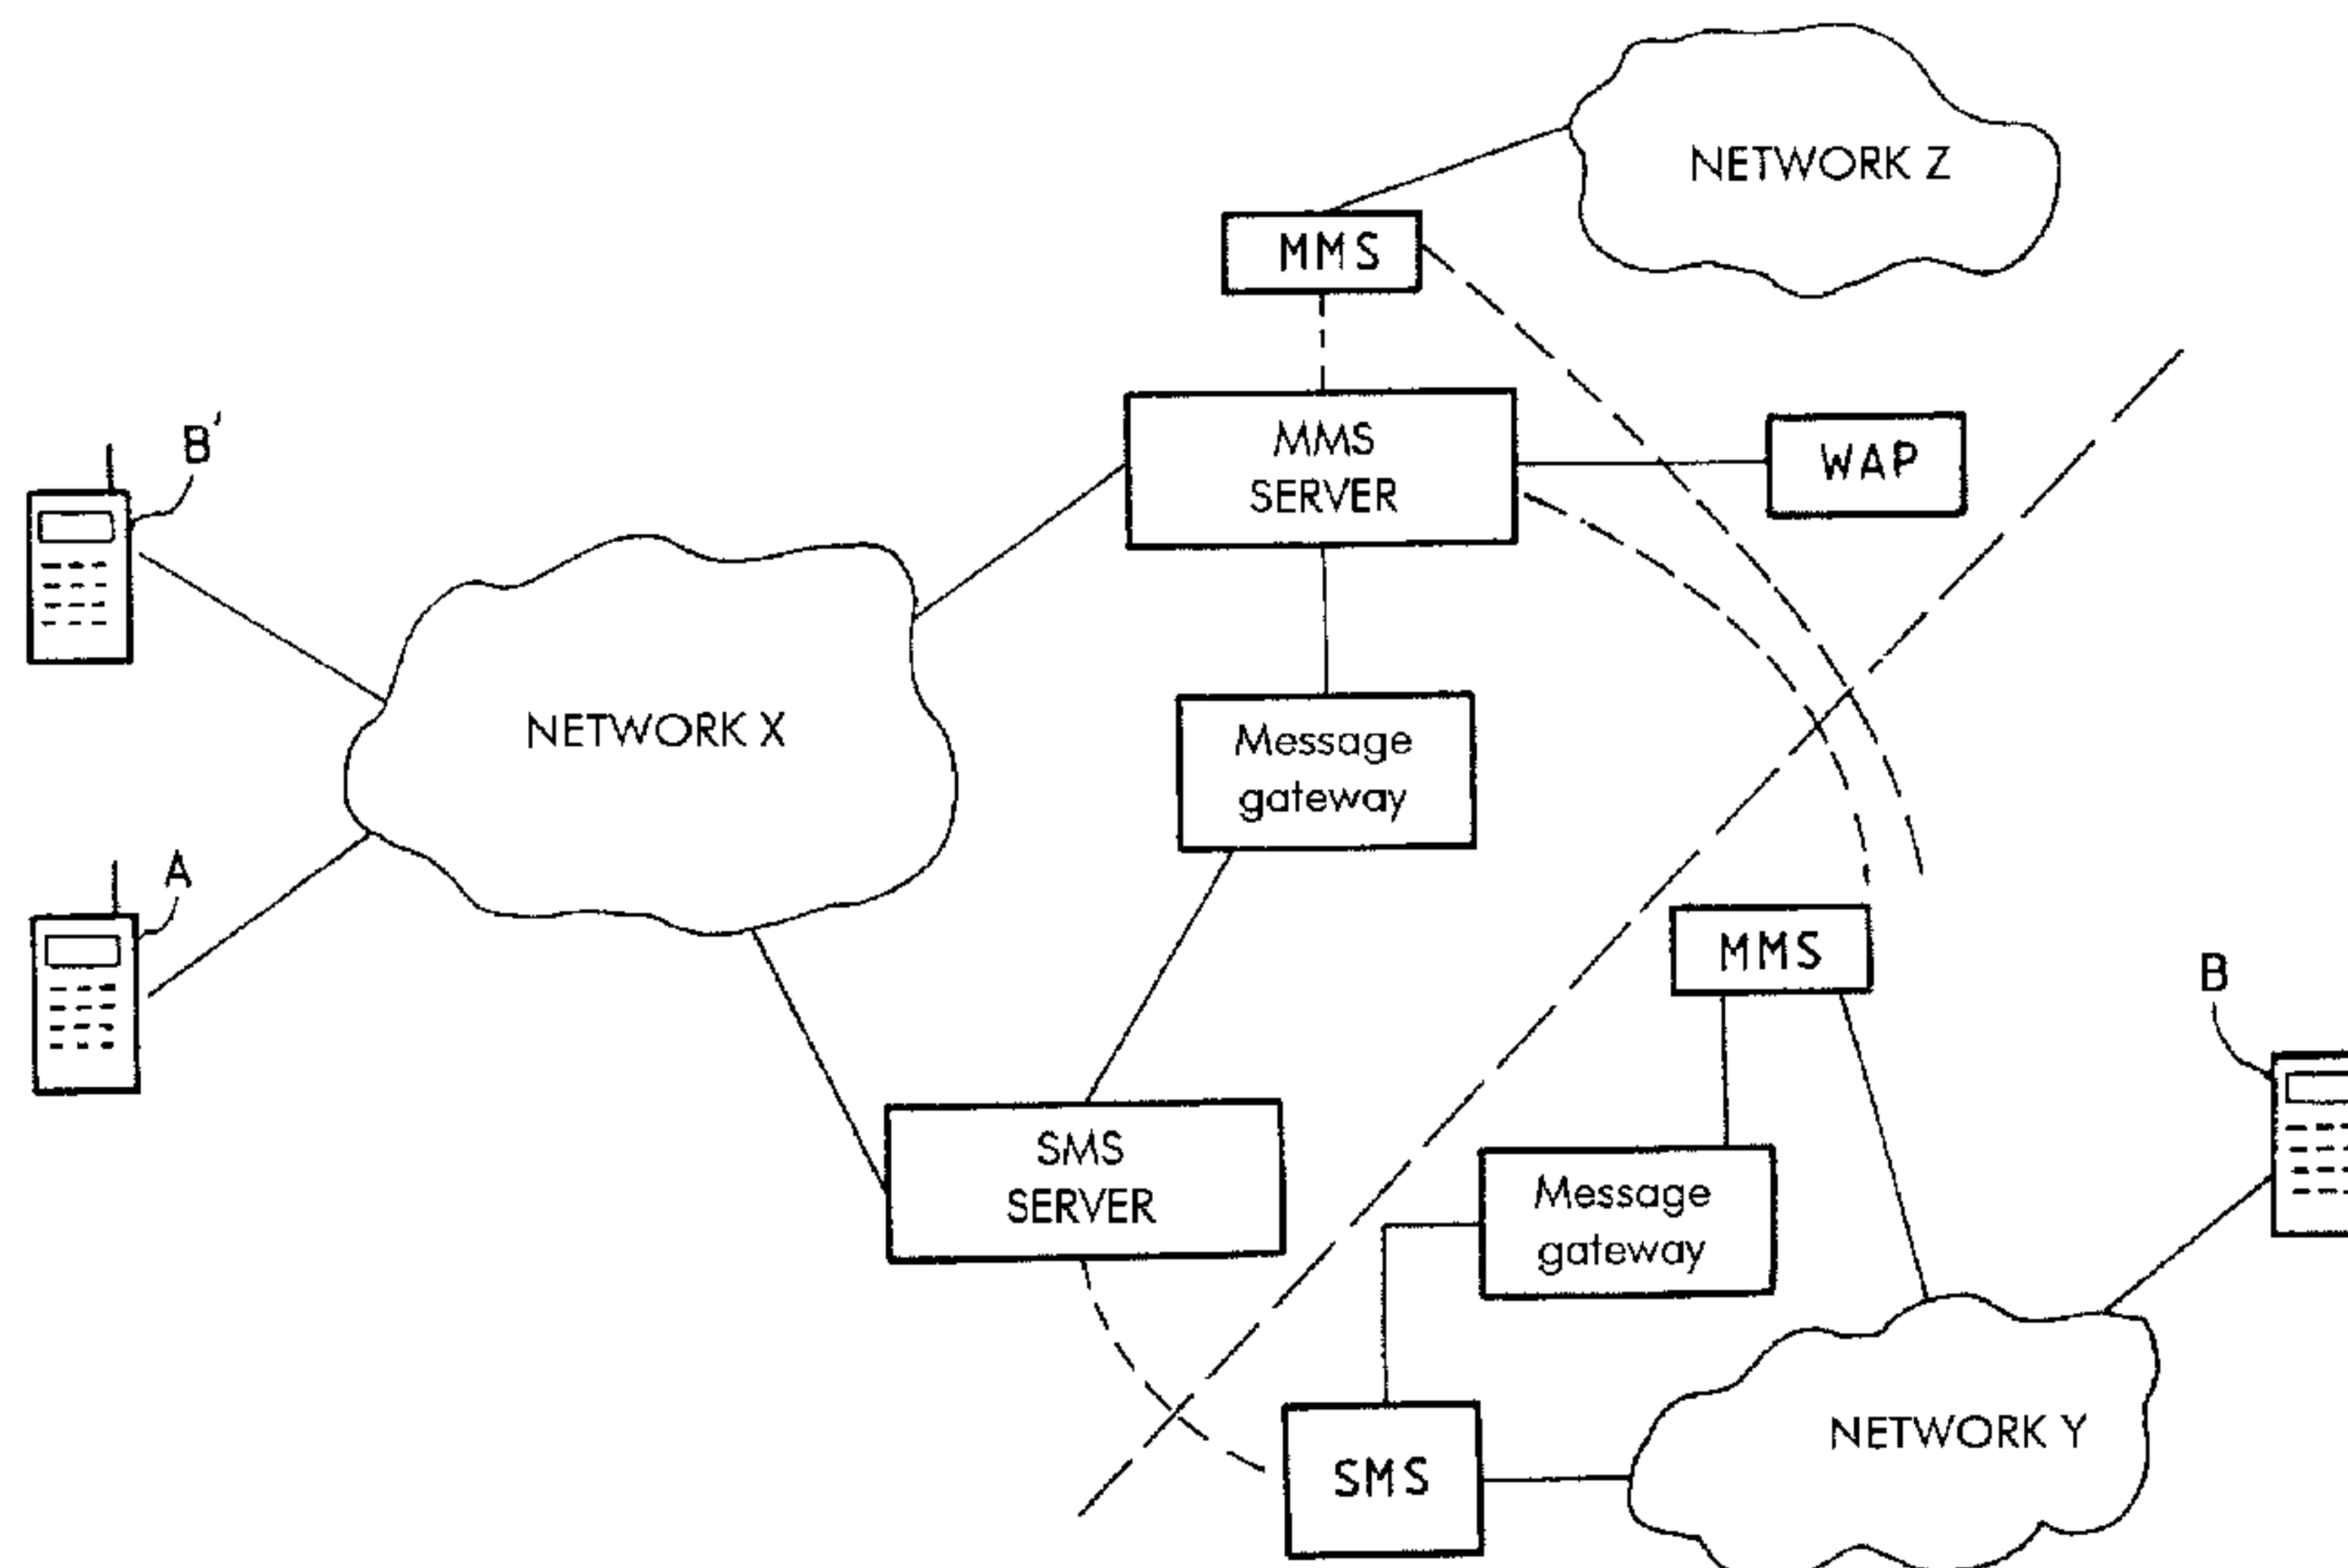 NETWORK Z
MMS
MMS
SERVER
WAP
B'
NETWORK X
Message
gateway
A
MMS
B
SMS
SERVER
Message
gateway
NETWORK Y
SMS